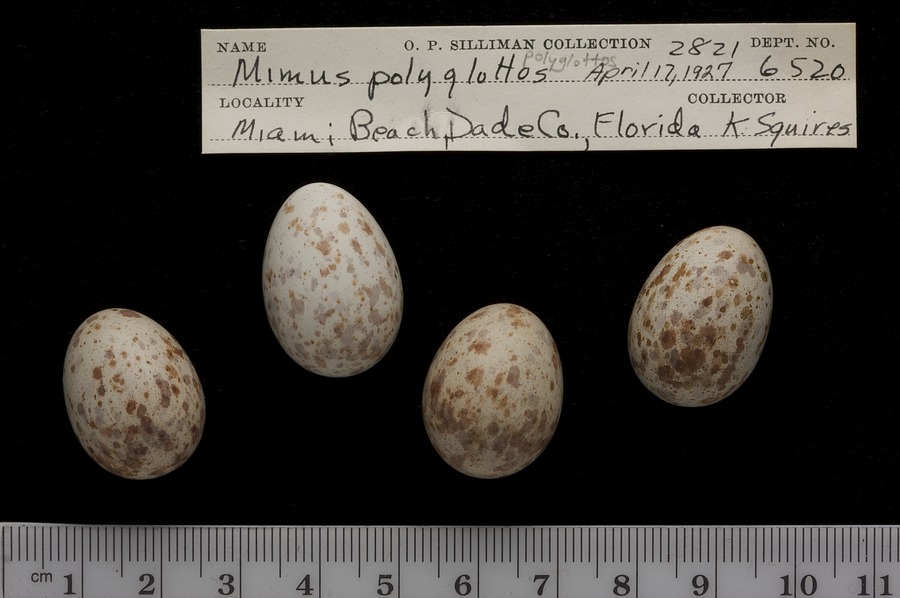 NAME O. P. SILLIMAN COLLECTION 2821 DEPT. NO.
polyglottos
Mimus polyglottos April 17, 1927 6520
LOCALITY COLLECTOR
Miami Beach, Dade Co., Florida K. Squires
cm 1 2 3 4 5 6 7 8 9 10 11